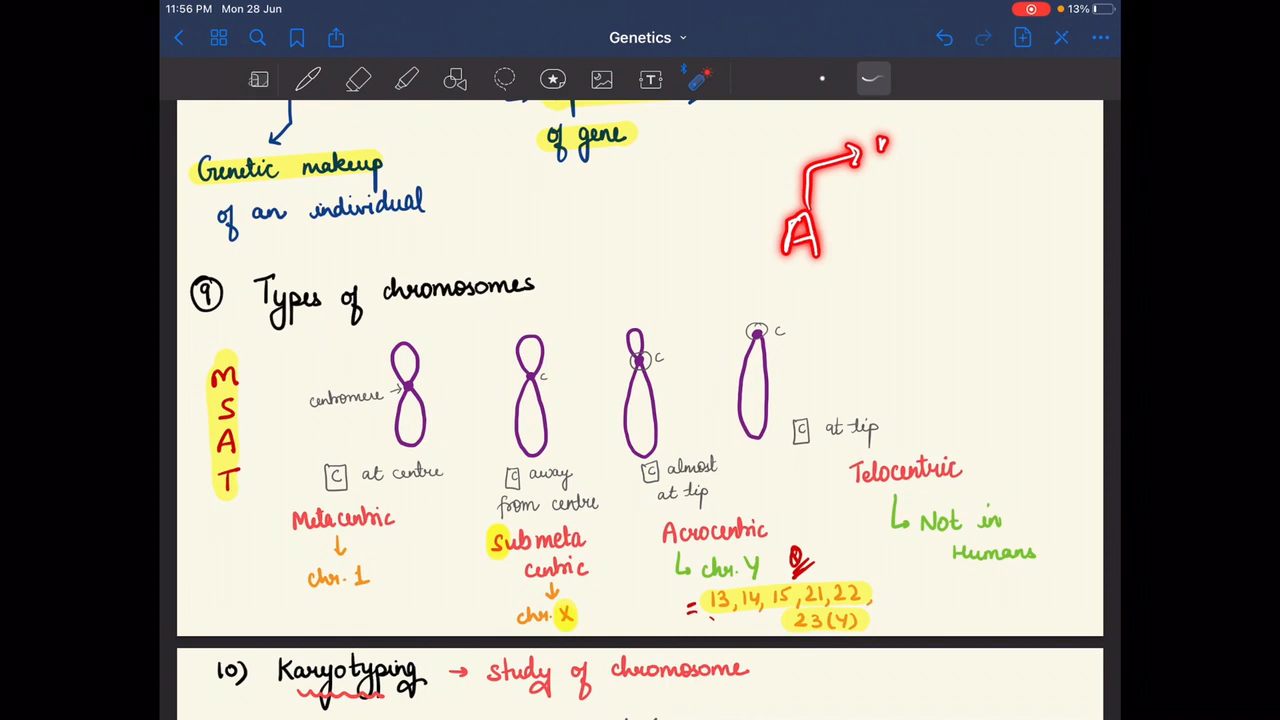 11:56 PM Mon 28 Jun
13%
Genetics
of gene
Genetic makeup
of an individual
A
9 Types of chromosomes
M
S
A
T
centromere
C
C
C
C at centre
C away
from centre
C almost
at tip
C at tip
Metacentric
chr. 1
Submeta
centric
chr. X
Acrocentric
chr. Y
= 13, 14, 15, 21, 22,
23 (Y)
Telocentric
Not in
Humans
10) Karyotyping → study of chromosome